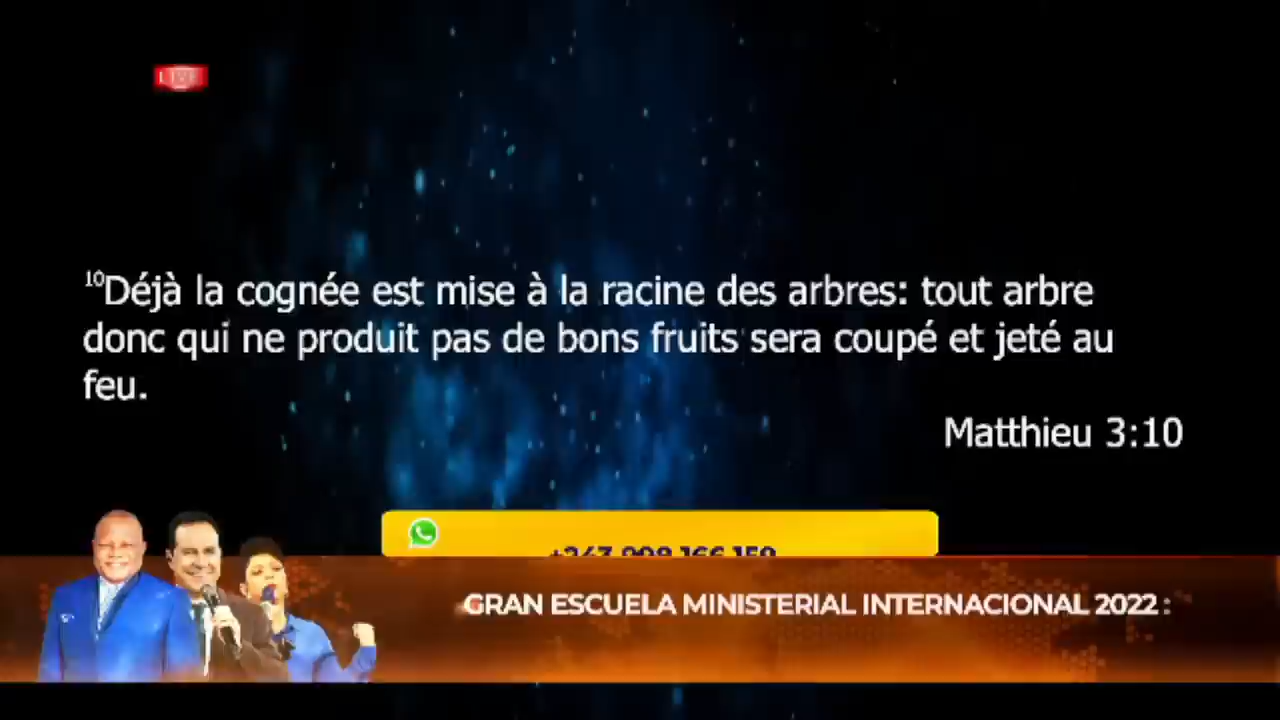 LIVE
¹⁰Déjà la cognée est mise à la racine des arbres: tout arbre
donc qui ne produit pas de bons fruits sera coupé et jeté au
feu.
Matthieu 3:10
GRAN ESCUELA MINISTERIAL INTERNACIONAL 2022 :